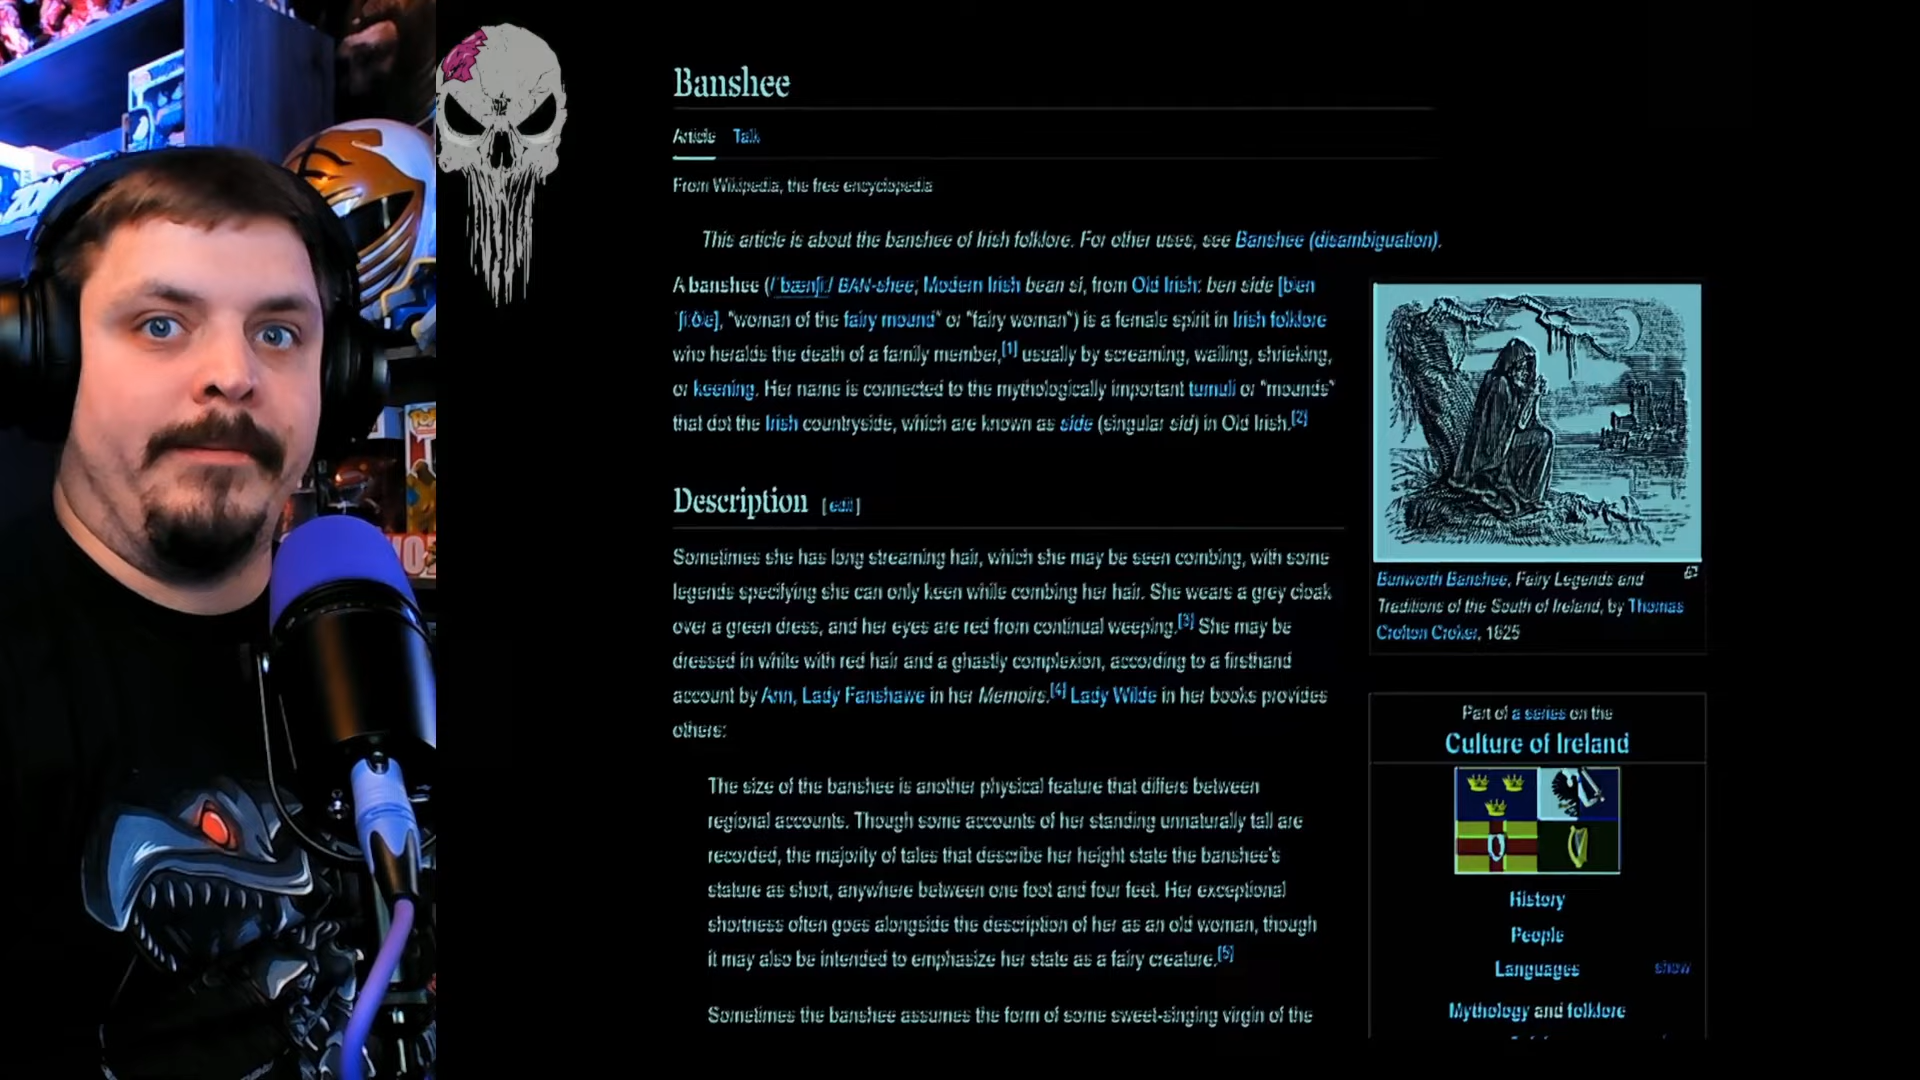 Banshee
Article Talk
From Wikipedia, the free encyclopedia
This article is about the banshee of Irish folklore. For other uses, see Banshee (disambiguation).
A banshee (/ˈbænʃiː/ BAN-shee; Modern Irish bean sí, from Old Irish: ben síde [bʲen
ˈʃiːðʲe], "woman of the fairy mound" or "fairy woman") is a female spirit in Irish folklore
who heralds the death of a family member,[1] usually by screaming, wailing, shrieking,
or keening. Her name is connected to the mythologically important tumuli or "mounds"
that dot the Irish countryside, which are known as síde (singular síd) in Old Irish.[2]
Description [edit]
Sometimes she has long streaming hair, which she may be seen combing, with some
legends specifying she can only keen while combing her hair. She wears a grey cloak
over a green dress, and her eyes are red from continual weeping.[3] She may be
dressed in white with red hair and a ghastly complexion, according to a firsthand
account by Ann, Lady Fanshawe in her Memoirs.[4] Lady Wilde in her books provides
others:
The size of the banshee is another physical feature that differs between
regional accounts. Though some accounts of her standing unnaturally tall are
recorded, the majority of tales that describe her height state the banshee's
stature as short, anywhere between one foot and four feet. Her exceptional
shortness often goes alongside the description of her as an old woman, though
it may also be intended to emphasize her state as a fairy creature.[5]
Sometimes the banshee assumes the form of some sweet-singing virgin of the
Bunworth Banshee, Fairy Legends and
Traditions of the South of Ireland, by Thomas
Crofton Croker, 1825
Part of a series on the
Culture of Ireland
History
People
Languages show
Mythology and folklore